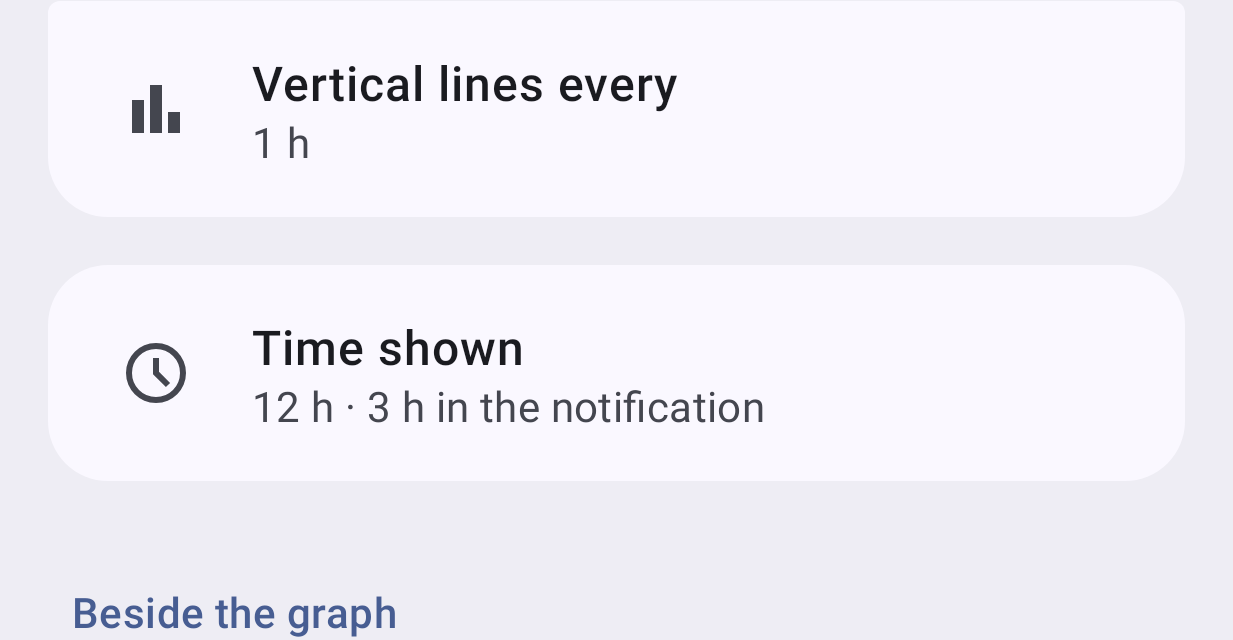 Vertical lines every
1 h
Time shown
12 h · 3 h in the notification
Beside the graph